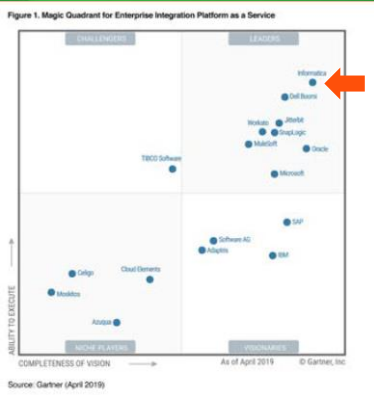 Figure 1. Magic Quadrant for Enterprise Integration Platform as a Service
CHALLENGERS
LEADERS
Informatica
Dell Boomi
Workato
Jitterbit
SnapLogic
MuleSoft
Oracle
TIBCO Software
Microsoft
SAP
Software AG
Adaptris
IBM
Celigo
Cloud Elements
Moskitos
Azuqua
NICHE PLAYERS
VISIONARIES
ABILITY TO EXECUTE
COMPLETENESS OF VISION
As of April 2019
© Gartner, Inc
Source: Gartner (April 2019)